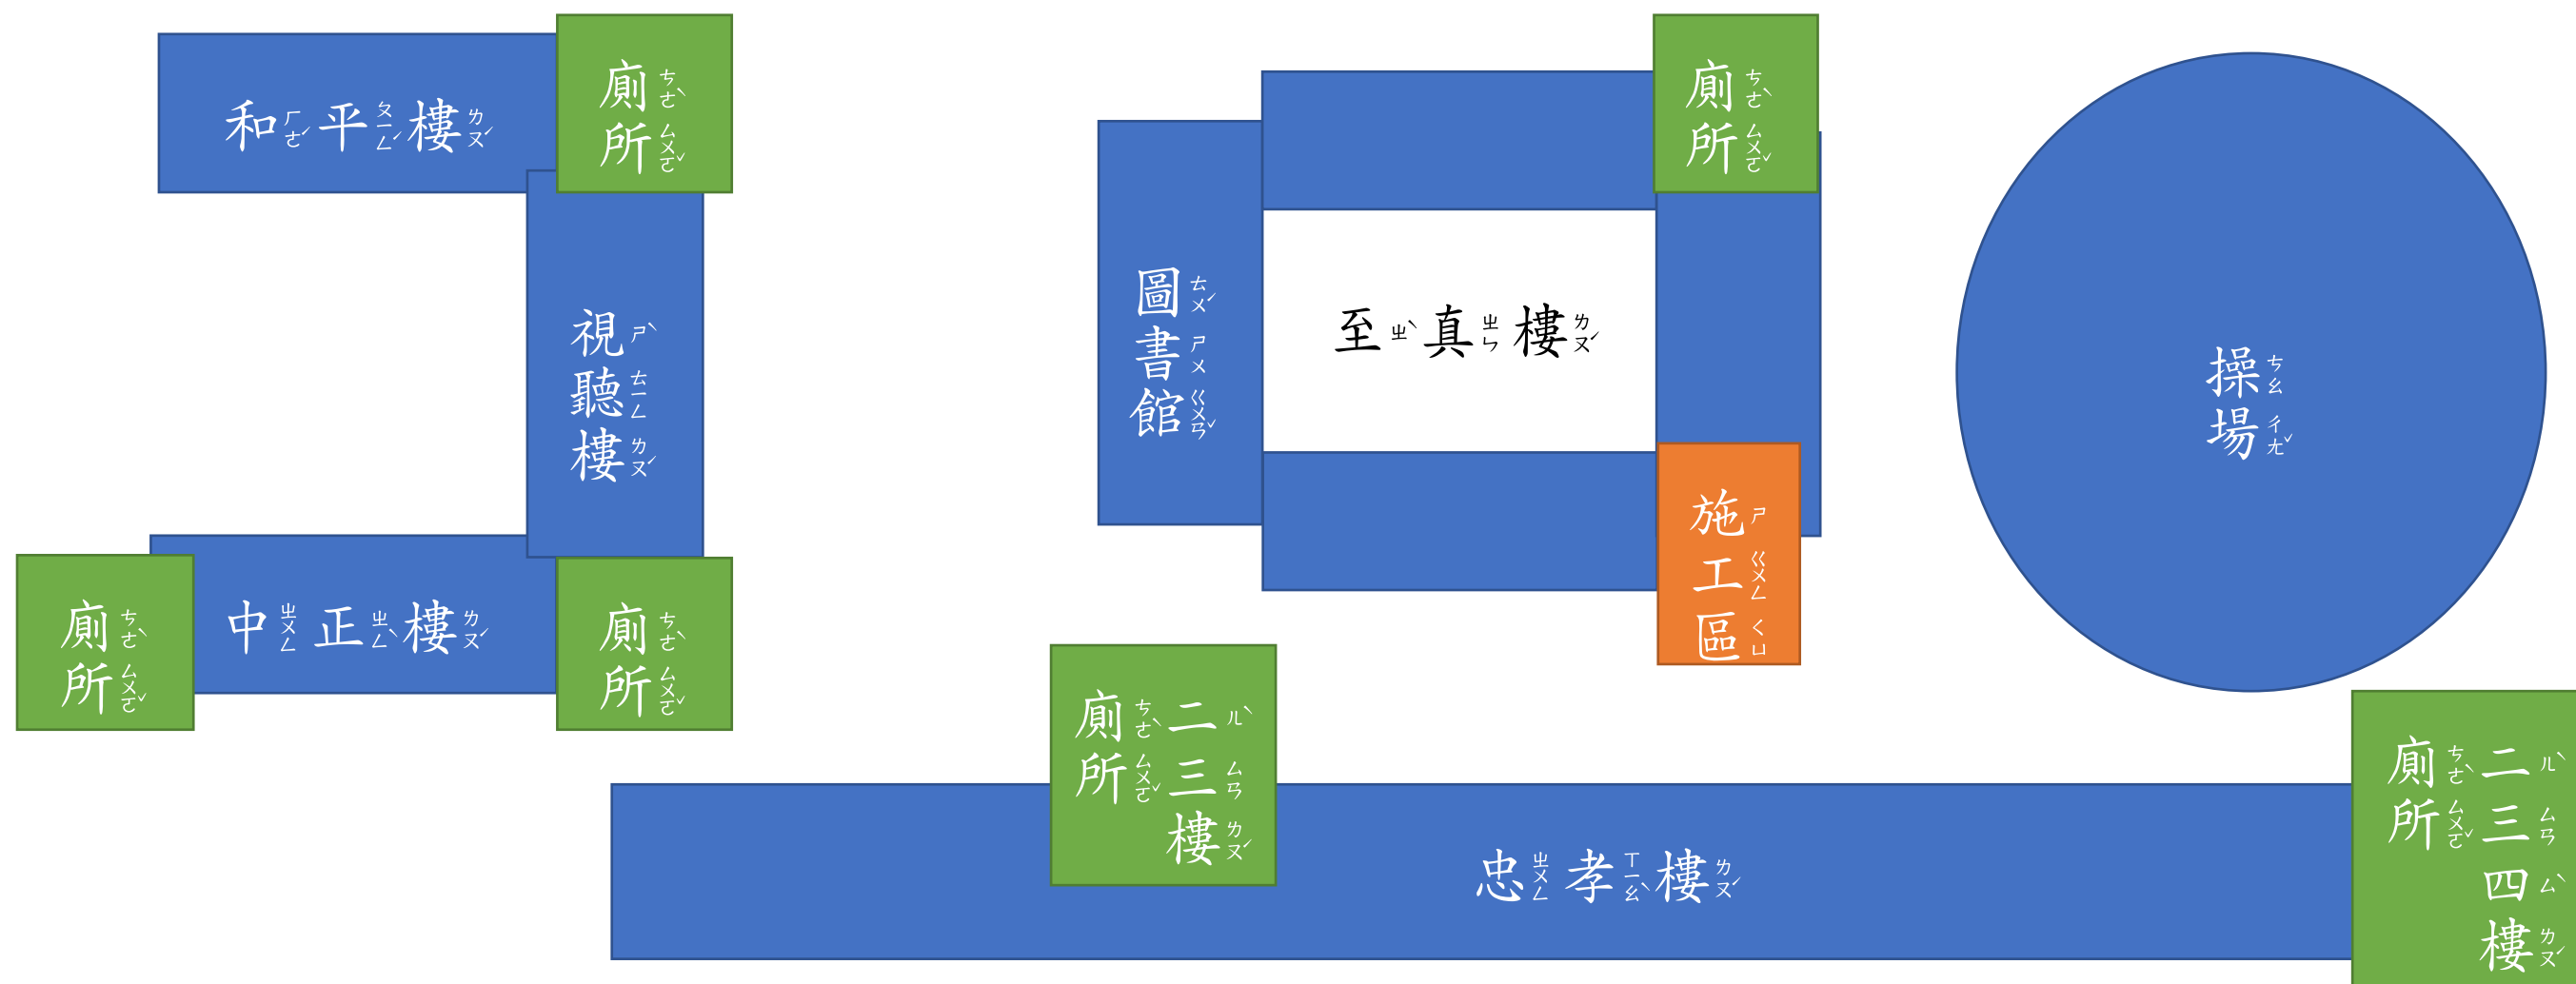 和平樓
廁所
視聽樓
廁所
中正樓
廁所
圖書館
至真樓
廁所
施工區
操場
二三樓
廁所
忠孝樓
二三四樓
廁所